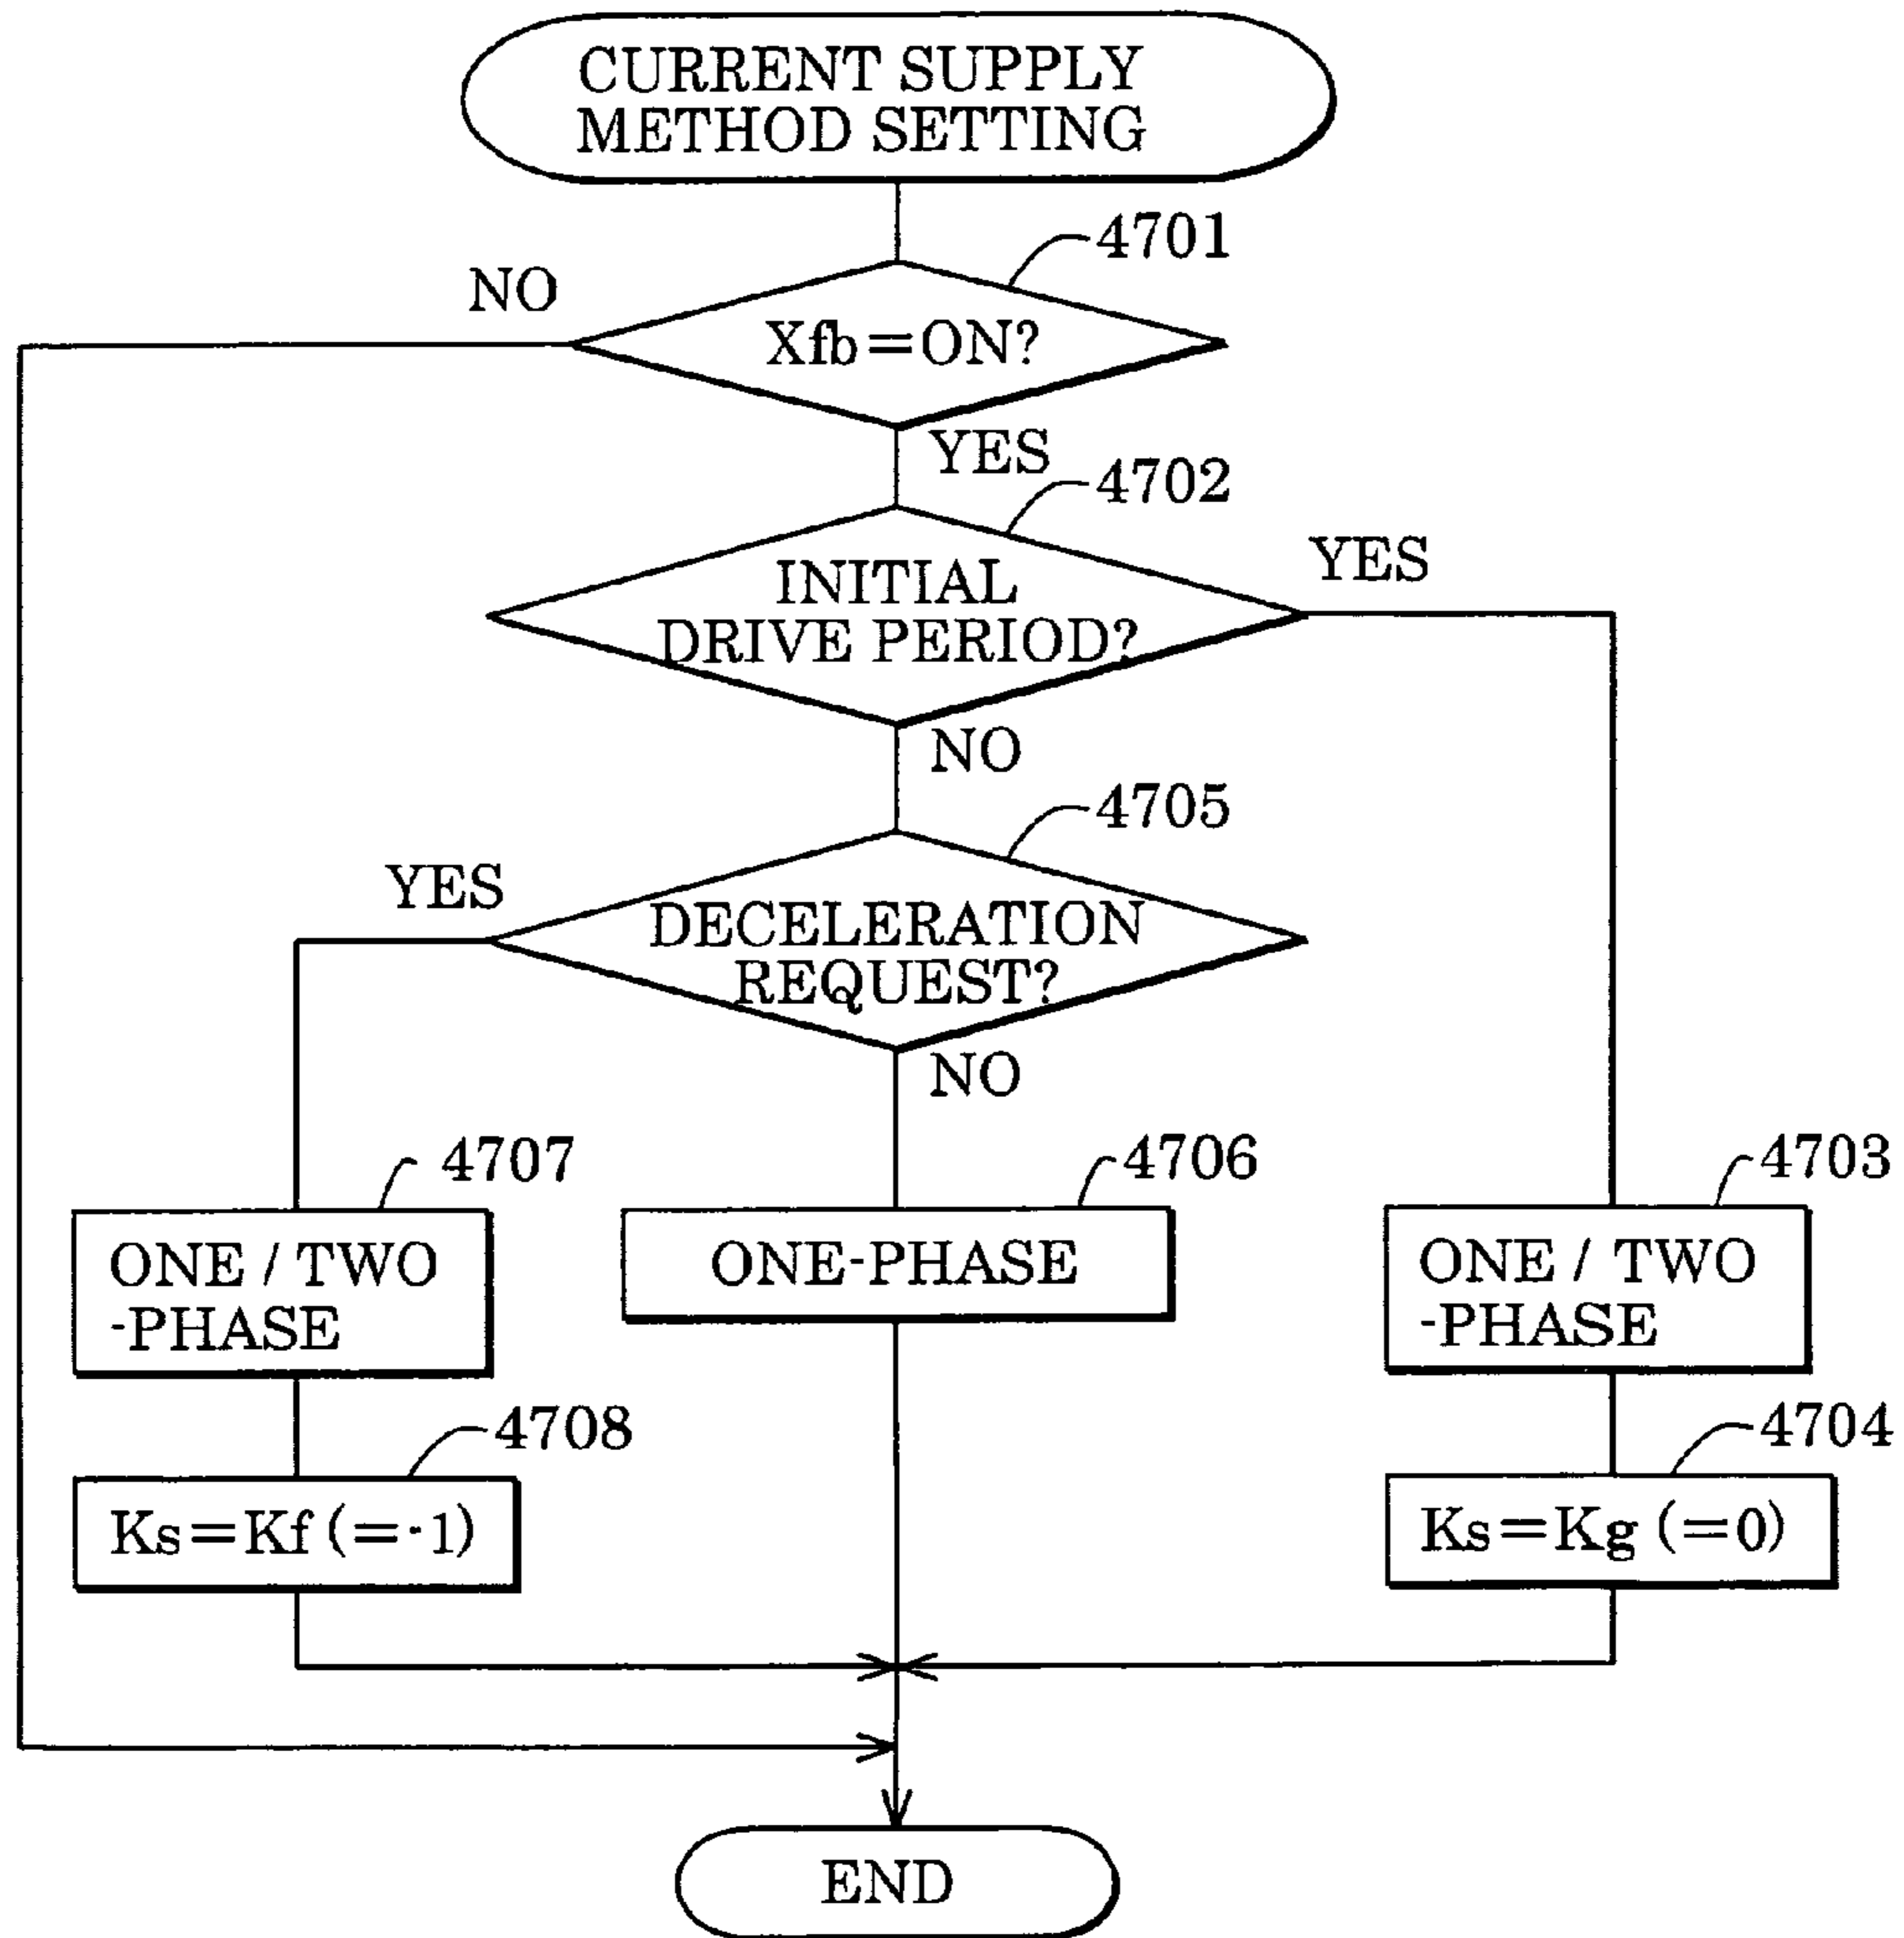 CURRENT SUPPLY
METHOD SETTING
4701
NO
Xfb=ON?
YES
4702
YES
INITIAL
DRIVE PERIOD?
NO
4705
YES
DECELERATION
REQUEST?
NO
4707
4706
4703
ONE / TWO
-PHASE
ONE-PHASE
ONE / TWO
-PHASE
4708
4704
Ks=Kf (=-1)
Ks=Kg (=0)
END